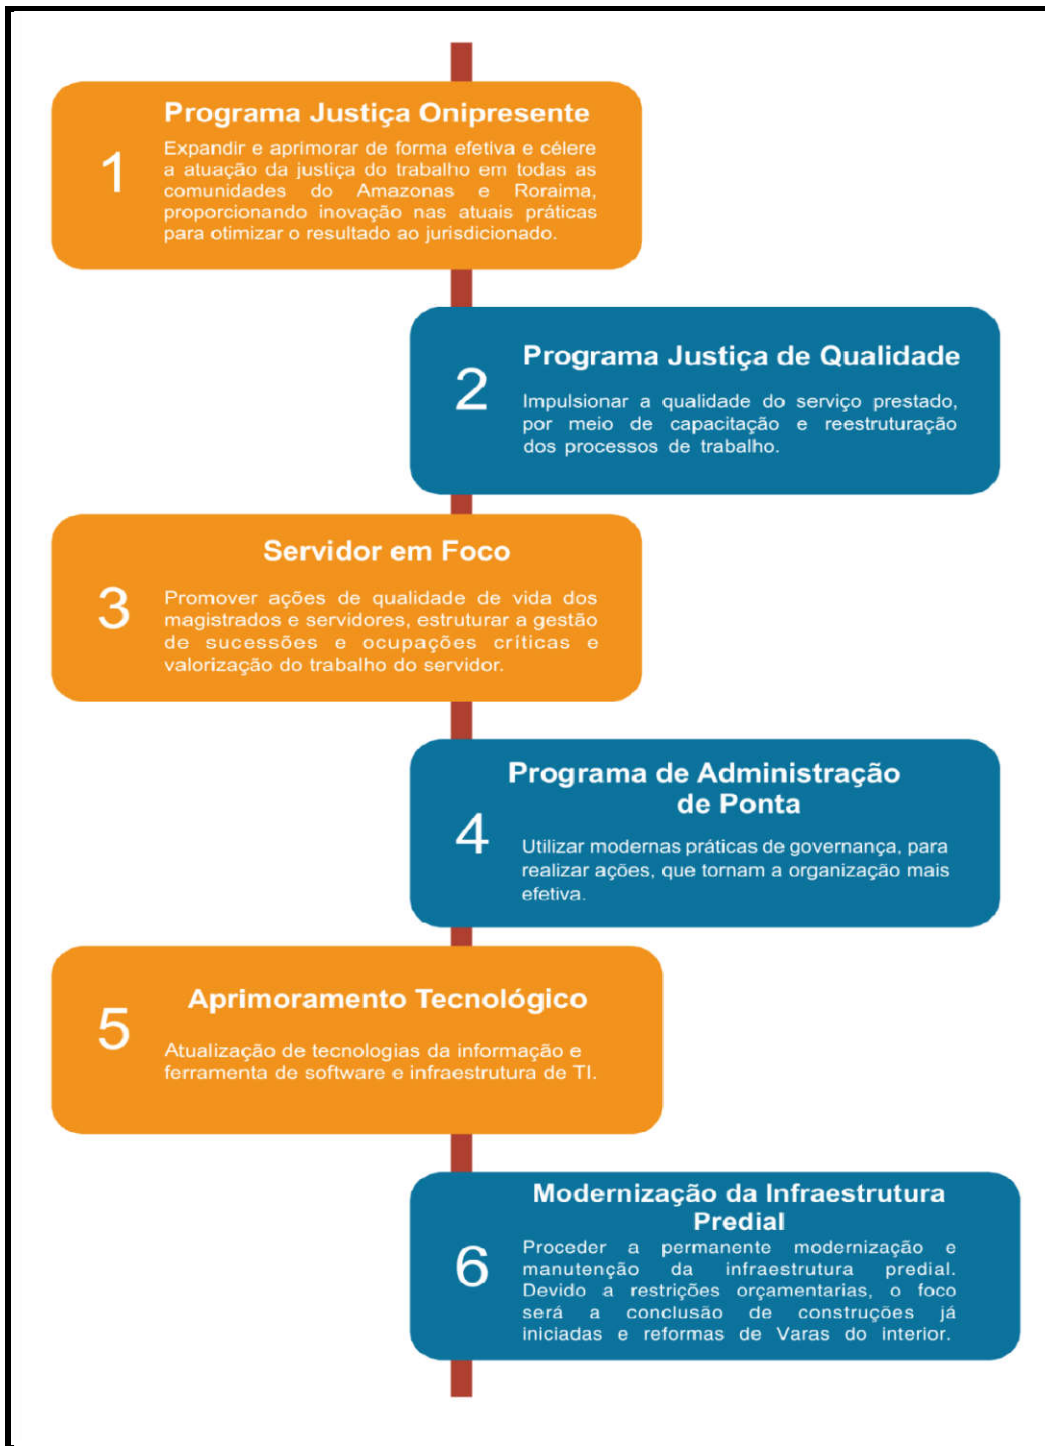 Programa Justiça Onipresente
1
Expandir e aprimorar de forma efetiva e célere
a atuação da justiça do trabalho em todas as
comunidades do Amazonas e Roraima,
proporcionando inovação nas atuais práticas
para otimizar o resultado ao jurisdicionado.
Programa Justiça de Qualidade
2
Impulsionar a qualidade do serviço prestado,
por meio de capacitação e reestruturação
dos processos de trabalho.
Servidor em Foco
3
Promover ações de qualidade de vida dos
magistrados e servidores, estruturar a gestão
de sucessões e ocupações críticas e
valorização do trabalho do servidor.
Programa de Administração
de Ponta
4
Utilizar modernas práticas de governança, para
realizar ações, que tornam a organização mais
efetiva.
Aprimoramento Tecnológico
5
Atualização de tecnologias da informação e
ferramenta de software e infraestrutura de TI.
Modernização da Infraestrutura
Predial
6
Proceder a permanente modernização e
manutenção da infraestrutura predial.
Devido a restrições orçamentarias, o foco
será a conclusão de construções já
iniciadas e reformas de Varas do interior.